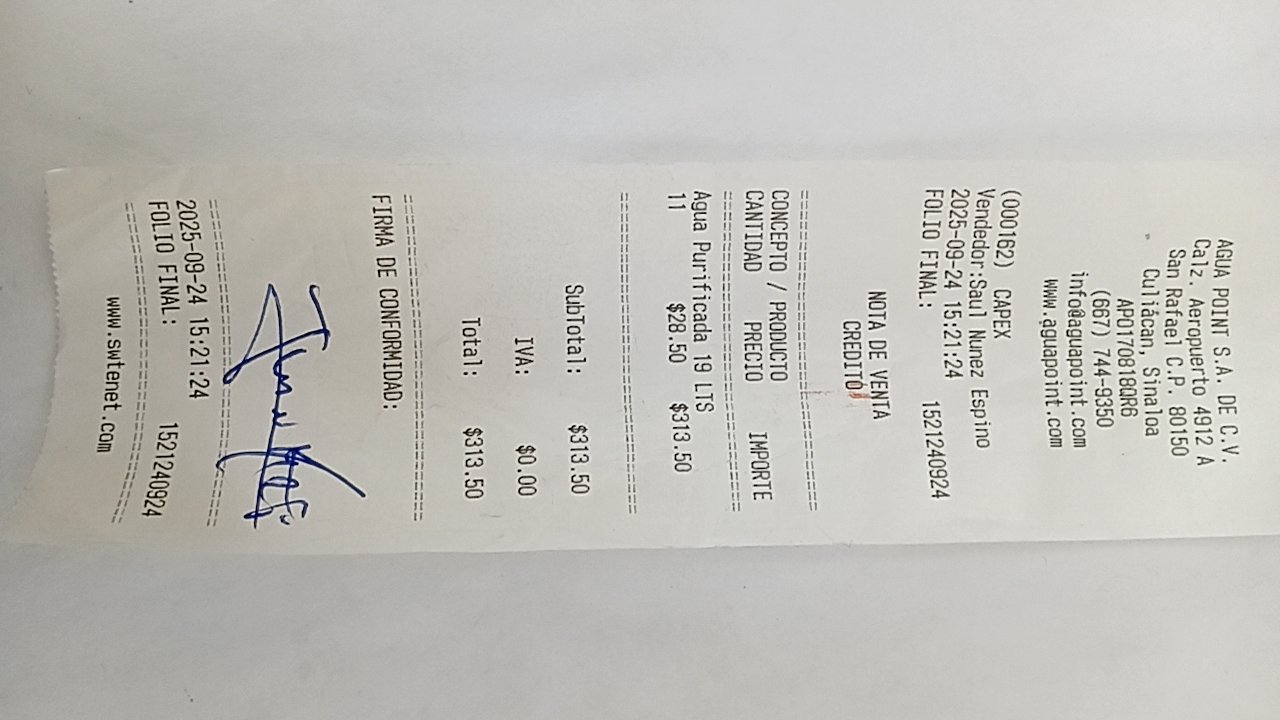 AGUA POINT S.A. DE C.V.
Calz. Aeropuerto 4912 A
San Rafael C.P. 80150
Culiácan, Sinaloa
APO170818QR6
(667) 744-9350
info@aguapoint.com
www.aguapoint.com
(000162) CAPEX
Vendedor:Saul Nunez Espino
2025-09-24 15:21:24
FOLIO FINAL: 1521240924
NOTA DE VENTA
CREDITO
CONCEPTO / PRODUCTO
CANTIDAD PRECIO IMPORTE
Agua Purificada 19 LTS
11 $28.50 $313.50
SubTotal: $313.50
IVA: $0.00
Total: $313.50
FIRMA DE CONFORMIDAD:
2025-09-24 15:21:24
FOLIO FINAL: 1521240924
www.swtenet.com